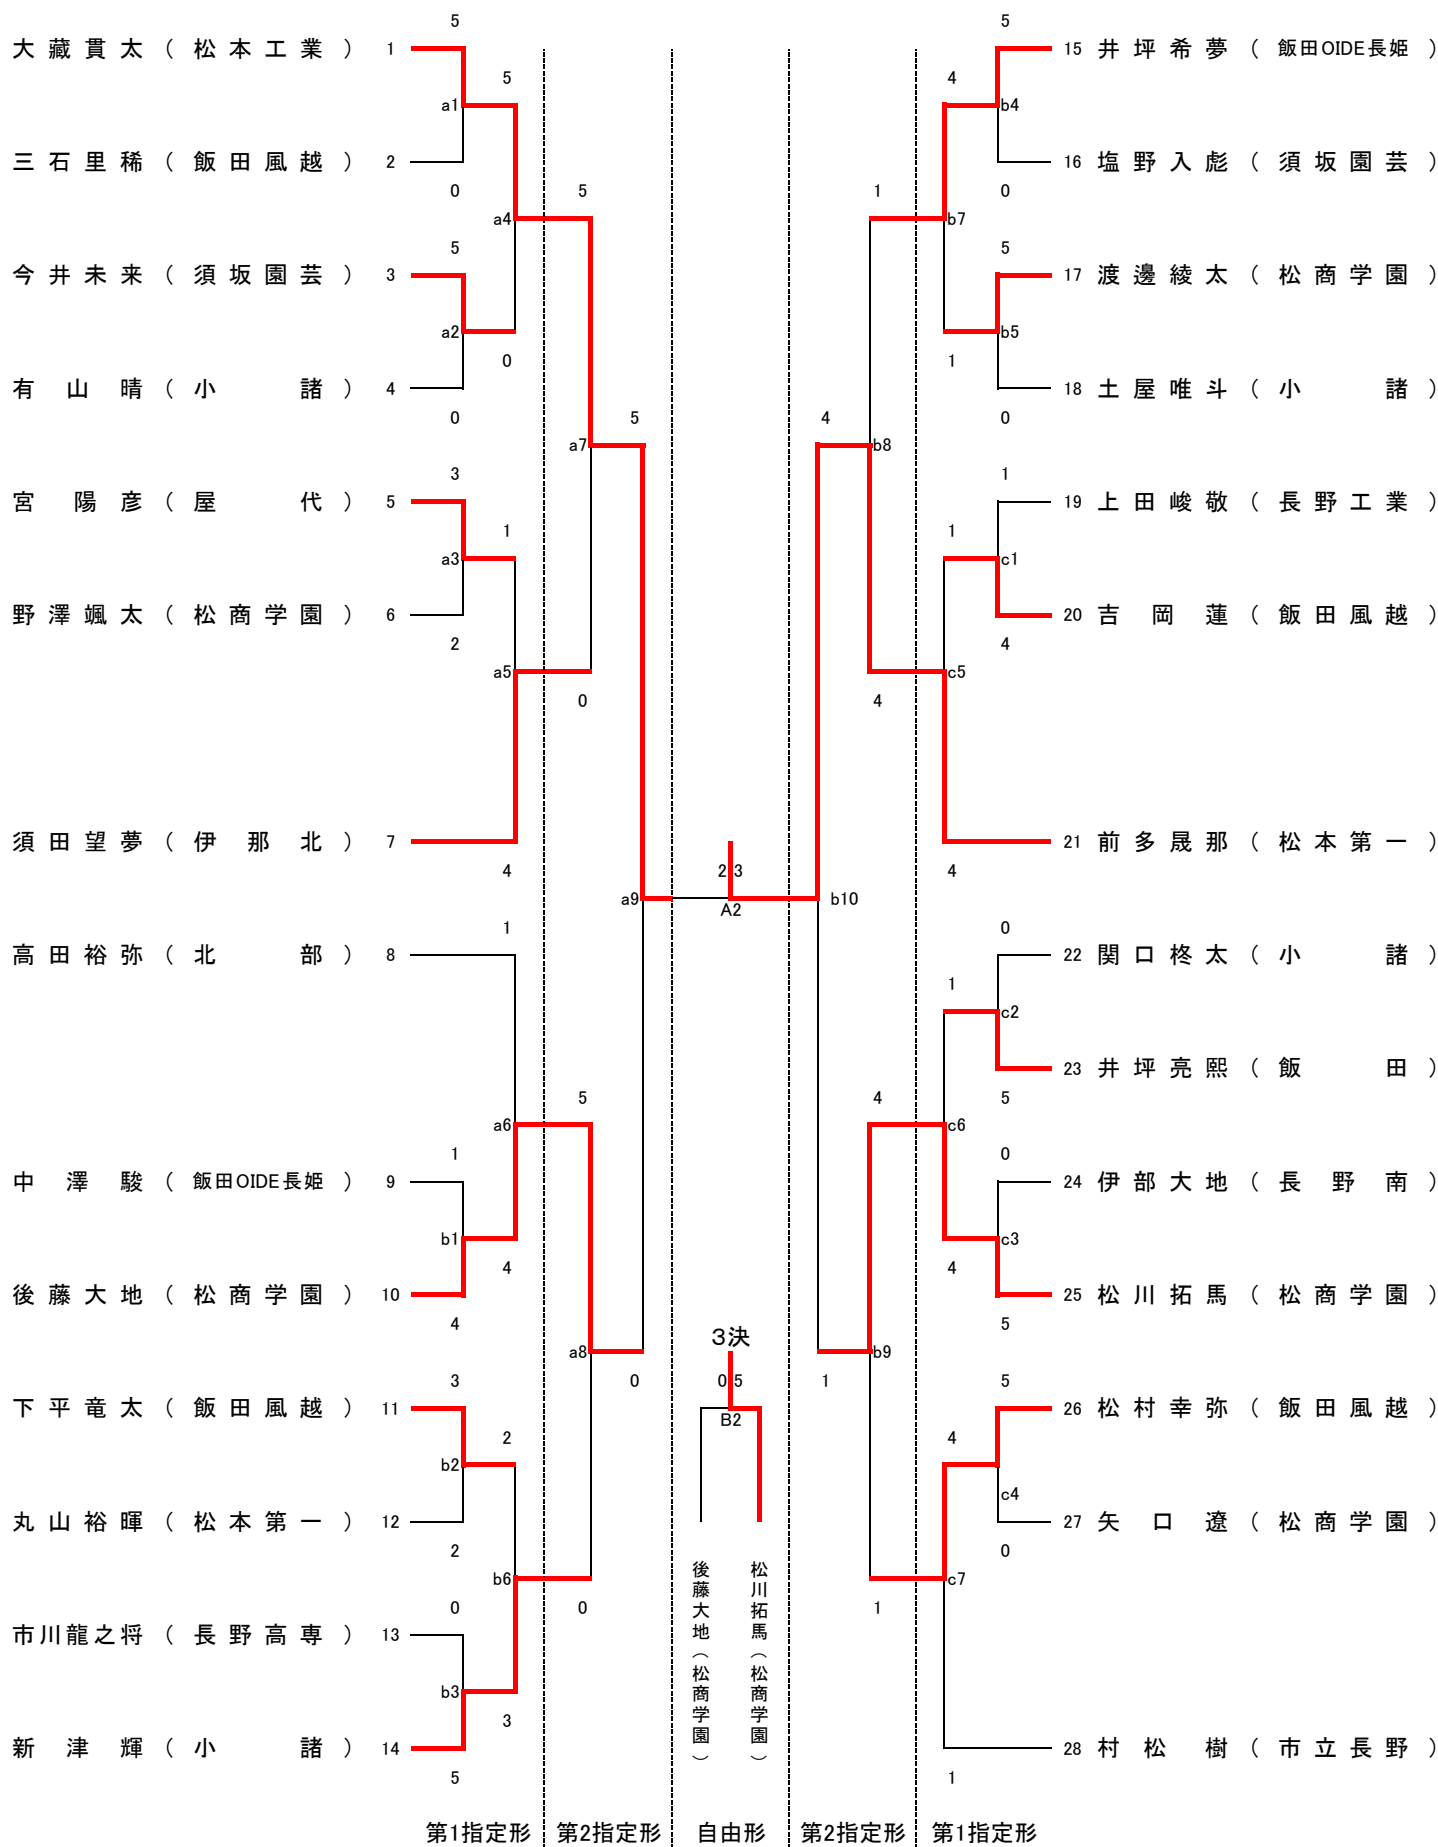 5
大藏貫太（松本工業） 1
5
a1
三石里稀（飯田風越） 2
0
5
a4
5
今井未来（須坂園芸） 3
a2
0
有山晴（小諸） 4
0
5
a7
3
宮陽彦（屋代） 5
1
a3
野澤颯太（松商学園） 6
2
a5
0
須田望夢（伊那北） 7
4
a9
1
高田裕弥（北部） 8
5
a6
1
中澤駿（飯田OIDE長姫） 9
b1
4
後藤大地（松商学園） 10
4
a8
0
3
下平竜太（飯田風越） 11
2
b2
丸山裕暉（松本第一） 12
2
b6
0
0
市川龍之将（長野高専） 13
b3
3
新津輝（小諸） 14
5
2 3
A2
3決
0 5
B2
後藤大地（松商学園）
松川拓馬（松商学園）
5
15 井坪希夢（飯田OIDE長姫）
4
b4
16 塩野入彪（須坂園芸）
0
1
b7
5
17 渡邊綾太（松商学園）
b5
1
18 土屋唯斗（小諸）
0
4
b8
1
19 上田峻敬（長野工業）
1
c1
20 吉岡蓮（飯田風越）
4
c5
4
21 前多晟那（松本第一）
4
b10
0
22 関口柊太（小諸）
1
c2
23 井坪亮熙（飯田）
5
4
c6
0
24 伊部大地（長野南）
c3
4
25 松川拓馬（松商学園）
5
b9
1
5
26 松村幸弥（飯田風越）
4
c4
27 矢口遼（松商学園）
0
c7
1
28 村松樹（市立長野）
1
第1指定形 第2指定形 自由形 第2指定形 第1指定形